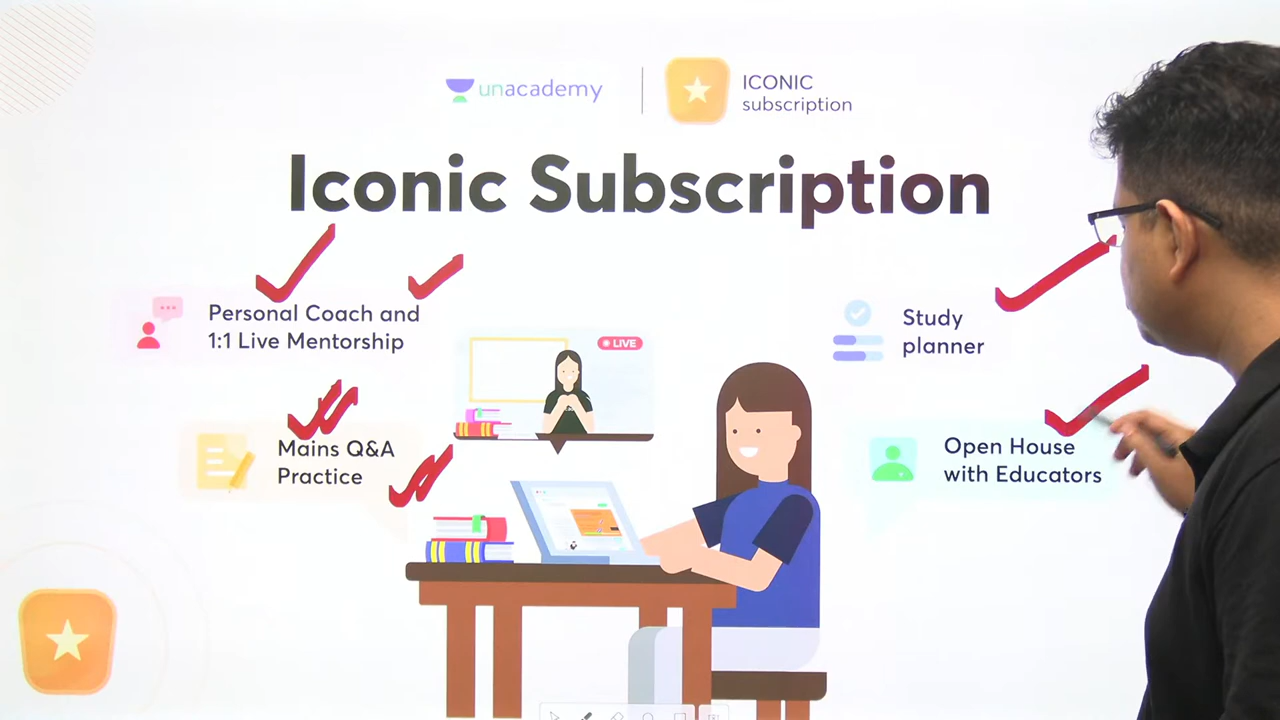 unacademy
ICONIC
subscription
Iconic Subscription
Personal Coach and
1:1 Live Mentorship
LIVE
Study
planner
Mains Q&A
Practice
Open House
with Educators